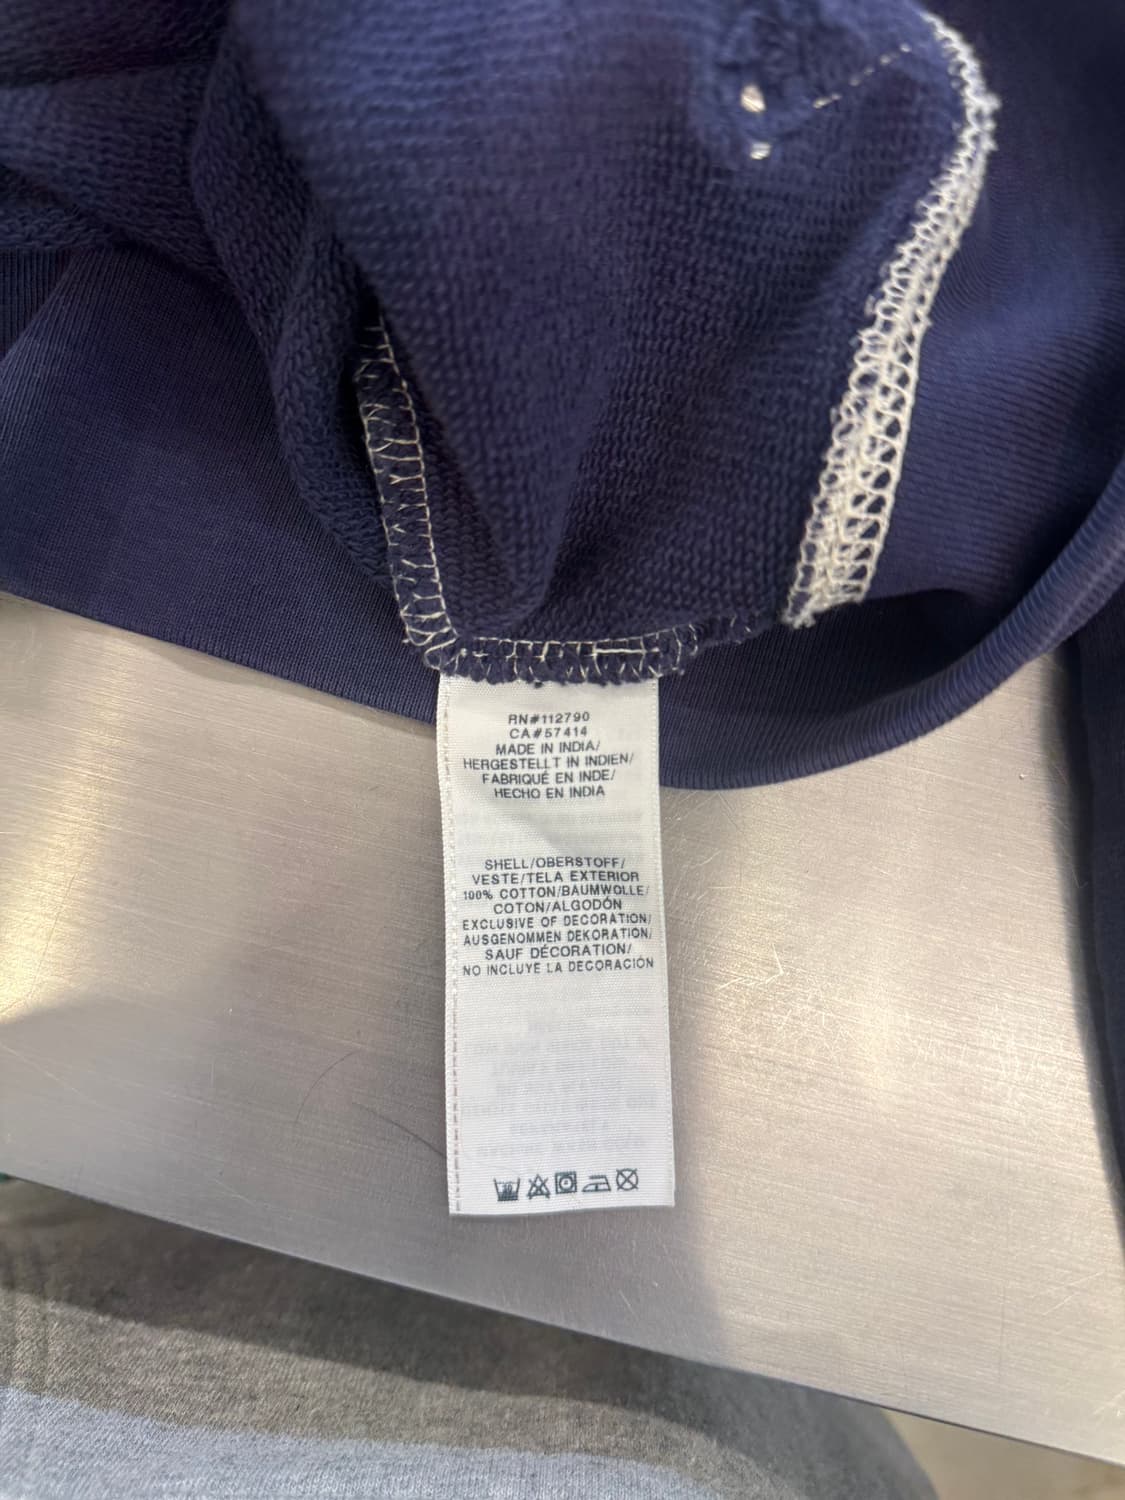 RN#112790
CA#57414
MADE IN INDIA/
HERGESTELLT IN INDIEN/
FABRIQUÉ EN INDE/
HECHO EN INDIA
SHELL/OBERSTOFF/
VESTE/TELA EXTERIOR
100% COTTON/BAUMWOLLE/
COTON/ALGODÓN
EXCLUSIVE OF DECORATION/
AUSGENOMMEN DEKORATION/
SAUF DÉCORATION/
NO INCLUYE LA DECORACIÓN